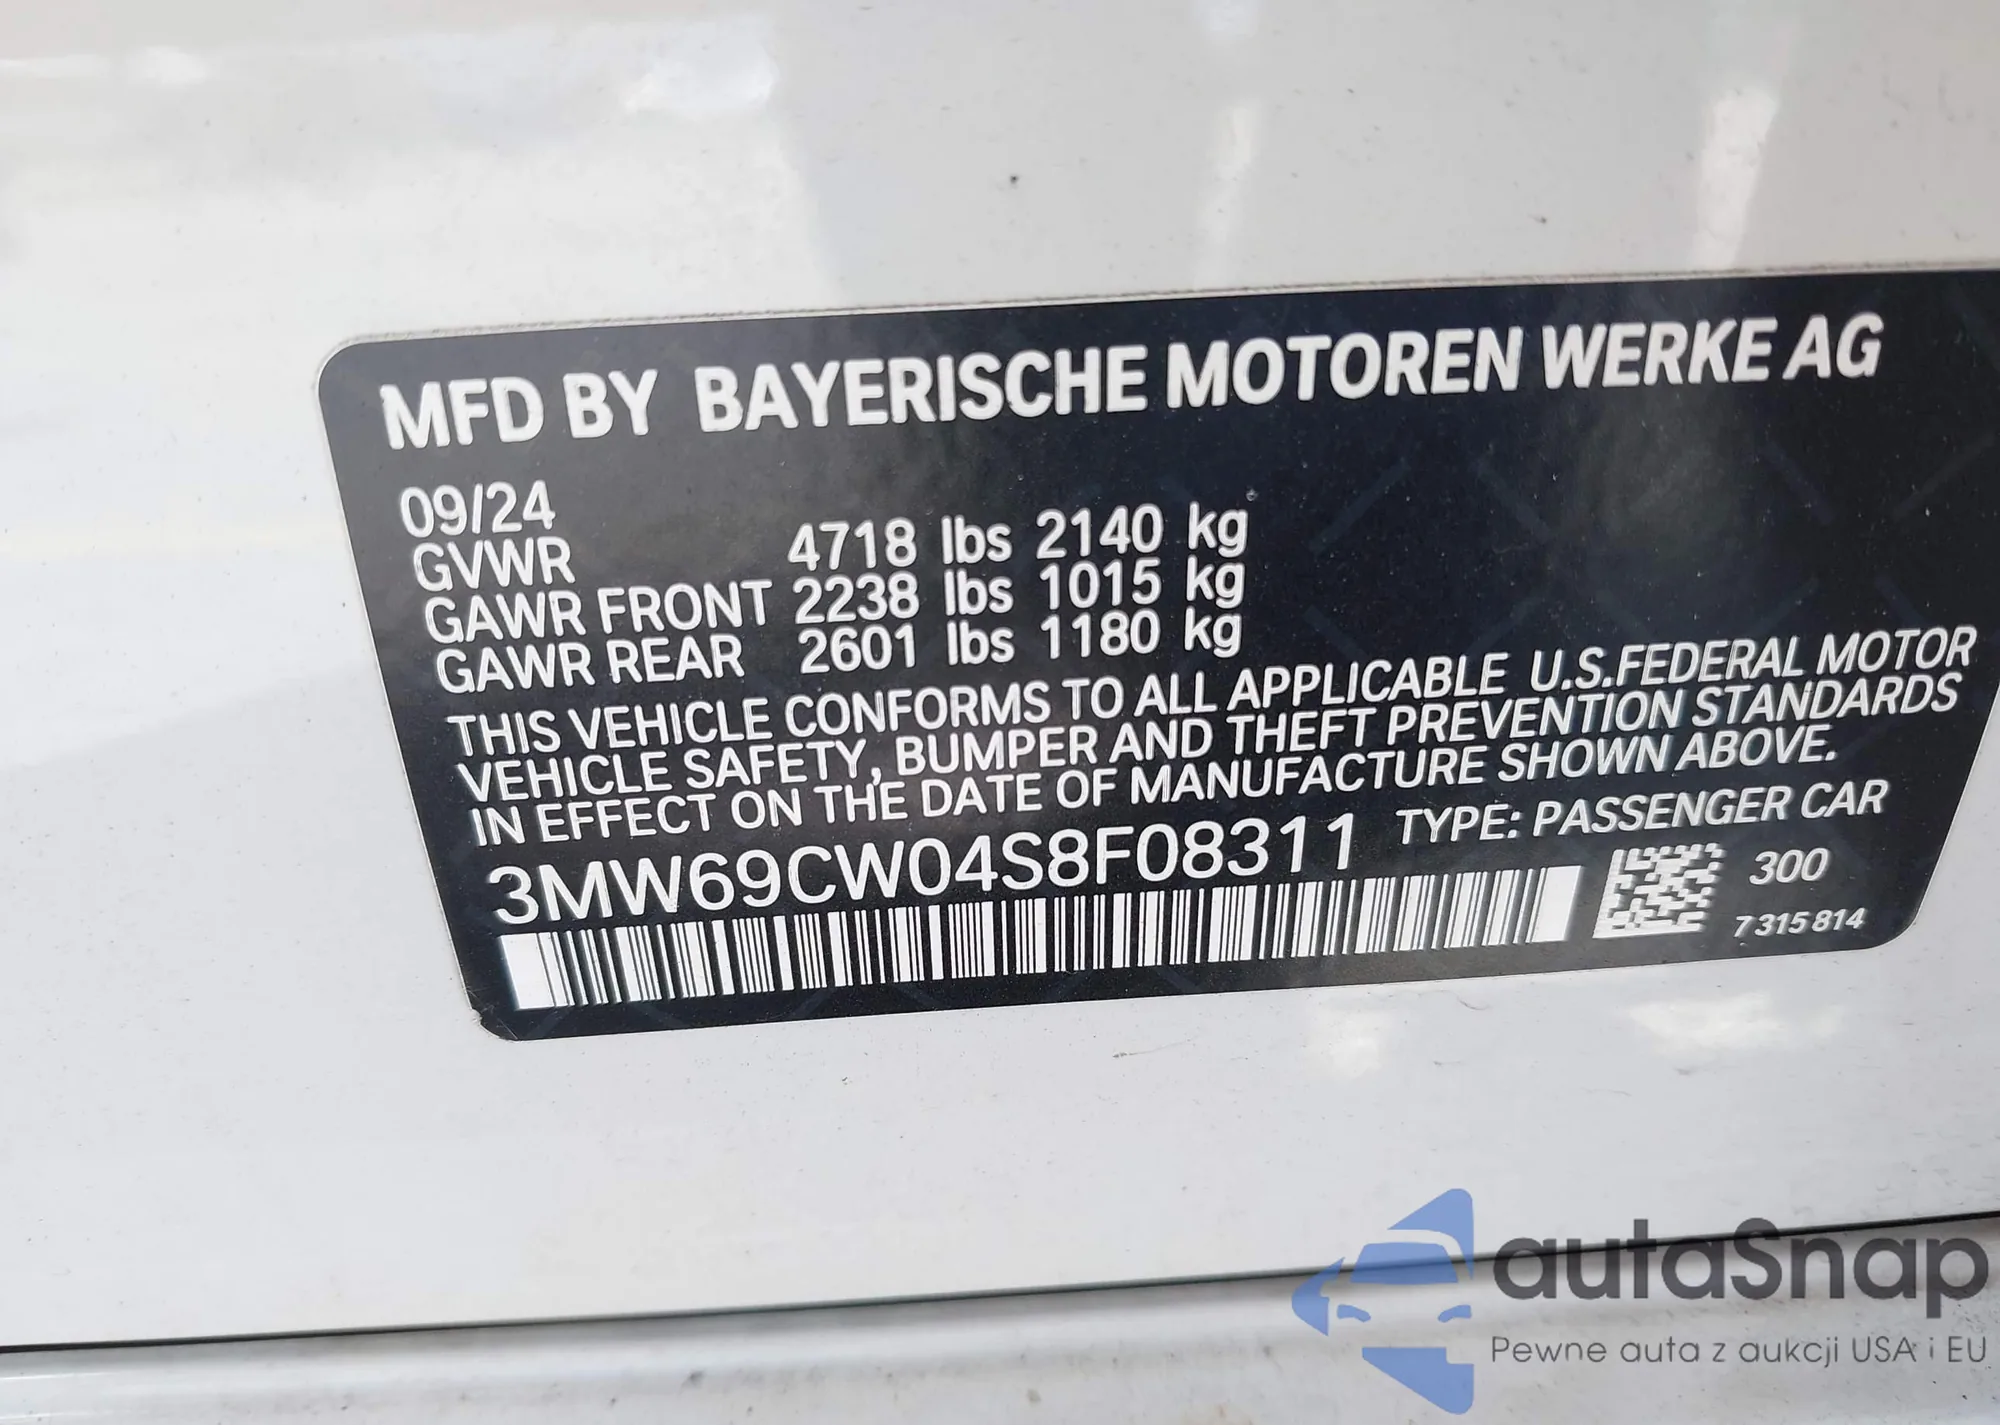 MFD BY BAYERISCHE MOTOREN WERKE AG
09/24
GVWR 4718 lbs 2140 kg
GAWR FRONT 2238 lbs 1015 kg
GAWR REAR 2601 lbs 1180 kg
THIS VEHICLE CONFORMS TO ALL APPLICABLE U.S.FEDERAL MOTOR
VEHICLE SAFETY, BUMPER AND THEFT PREVENTION STANDARDS
IN EFFECT ON THE DATE OF MANUFACTURE SHOWN ABOVE.
3MW69CW04S8F08311 TYPE: PASSENGER CAR
300
7315814
autaSnap
Pewne auta z aukcji USA i EU